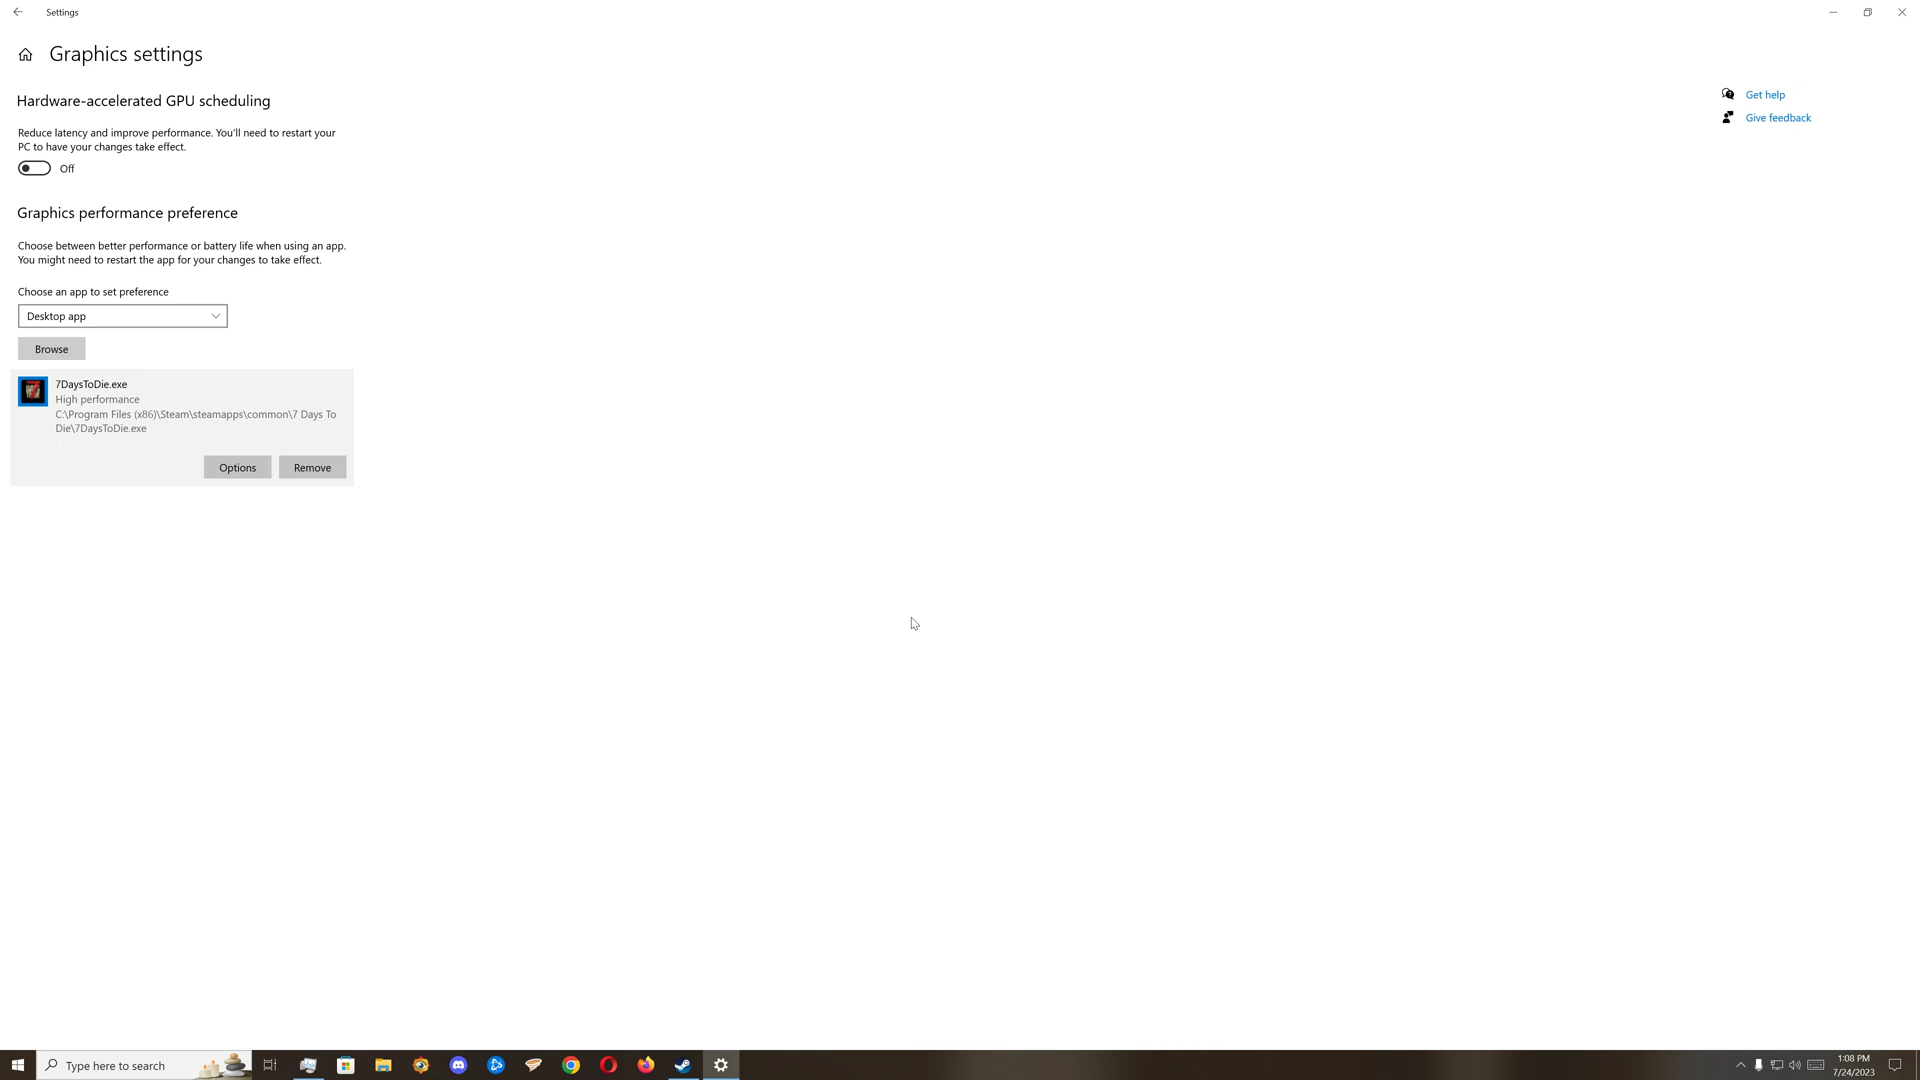 Settings
Graphics settings
Hardware-accelerated GPU scheduling
Reduce latency and improve performance. You'll need to restart your
PC to have your changes take effect.
Off
Graphics performance preference
Choose between better performance or battery life when using an app.
You might need to restart the app for your changes to take effect.
Choose an app to set preference
Desktop app
Browse
7DaysToDie.exe
High performance
C:\Program Files (x86)\Steam\steamapps\common\7 Days To
Die\7DaysToDie.exe
Options Remove
Get help
Give feedback
Type here to search
1:08 PM
7/24/2023